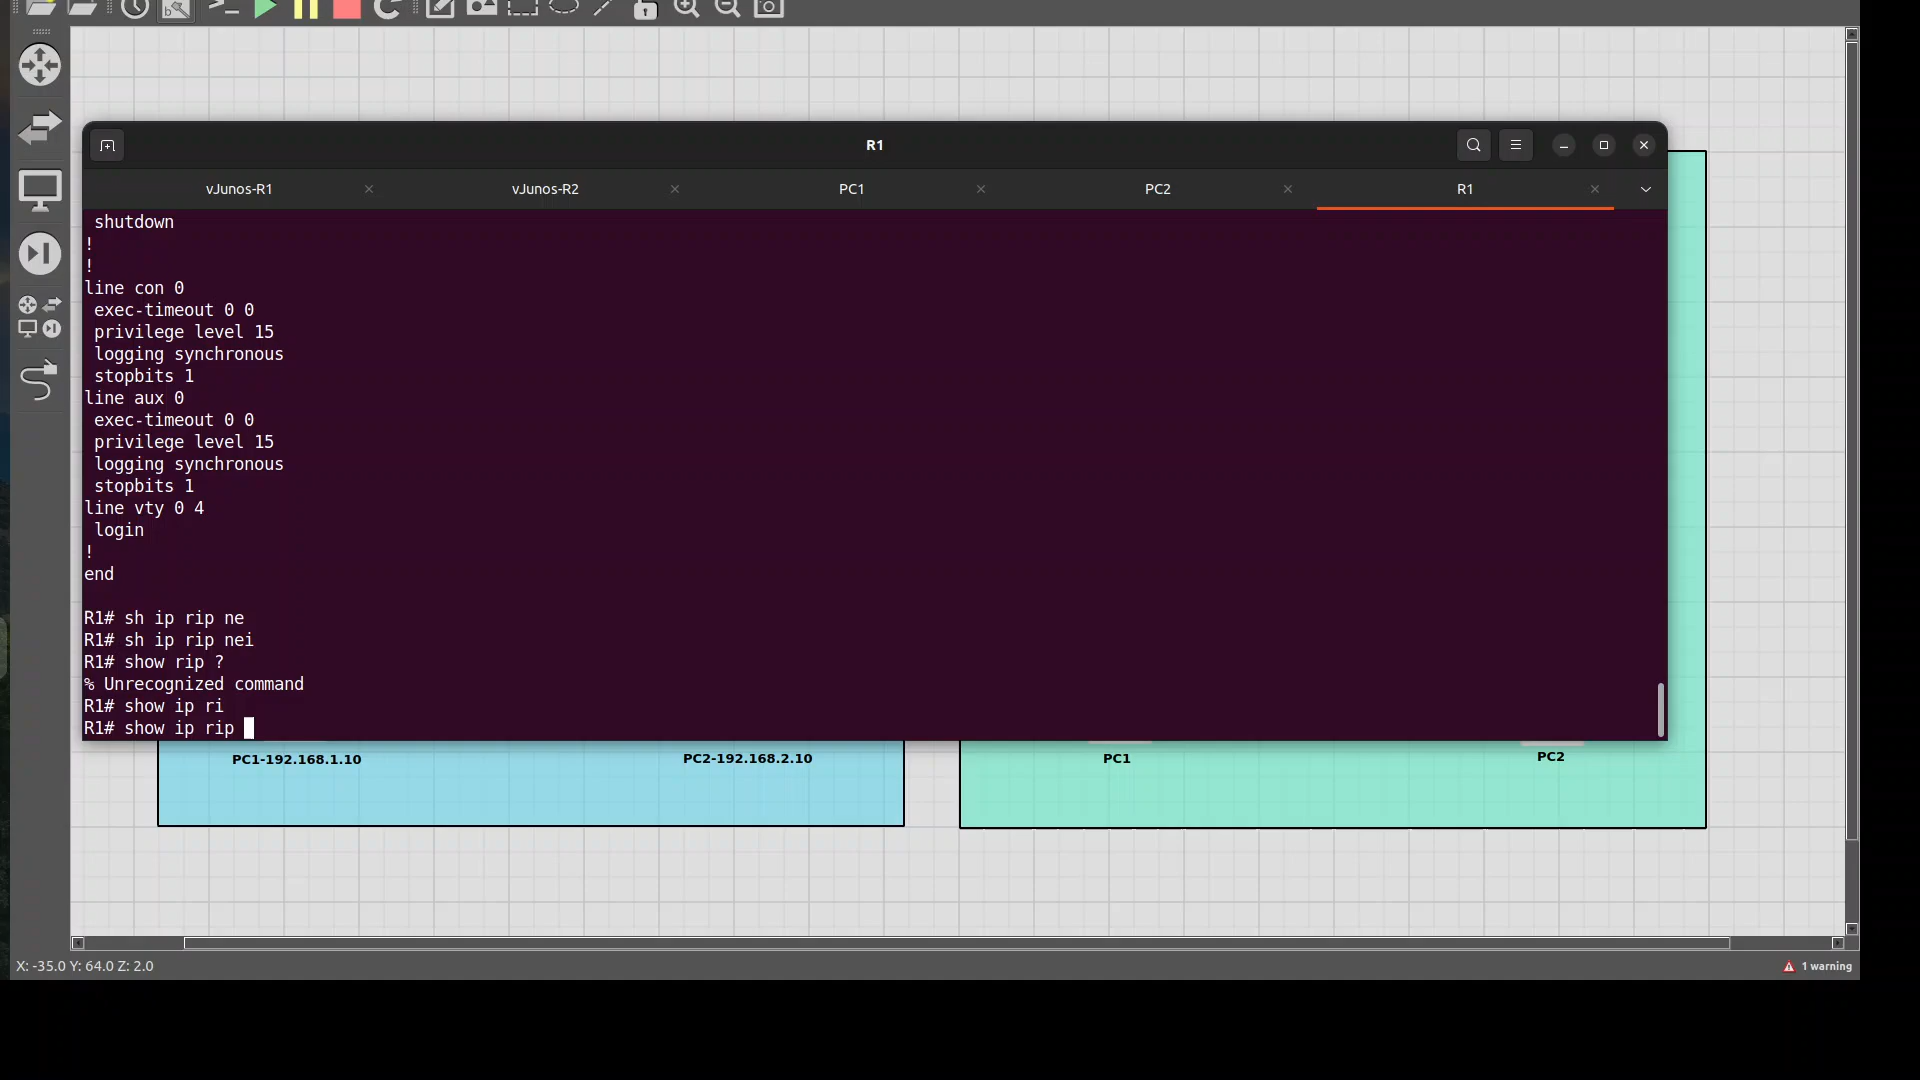 R1
vJunos-R1
vJunos-R2
PC1
PC2
R1
shutdown
!
!
line con 0
exec-timeout 0 0
privilege level 15
logging synchronous
stopbits 1
line aux 0
exec-timeout 0 0
privilege level 15
logging synchronous
stopbits 1
line vty 0 4
login
!
end
R1# sh ip rip ne
R1# sh ip rip nei
R1# show rip ?
% Unrecognized command
R1# show ip ri
R1# show ip rip
PC1-192.168.1.10
PC2-192.168.2.10
PC1
PC2
X: -35.0 Y: 64.0 Z: 2.0
1 warning